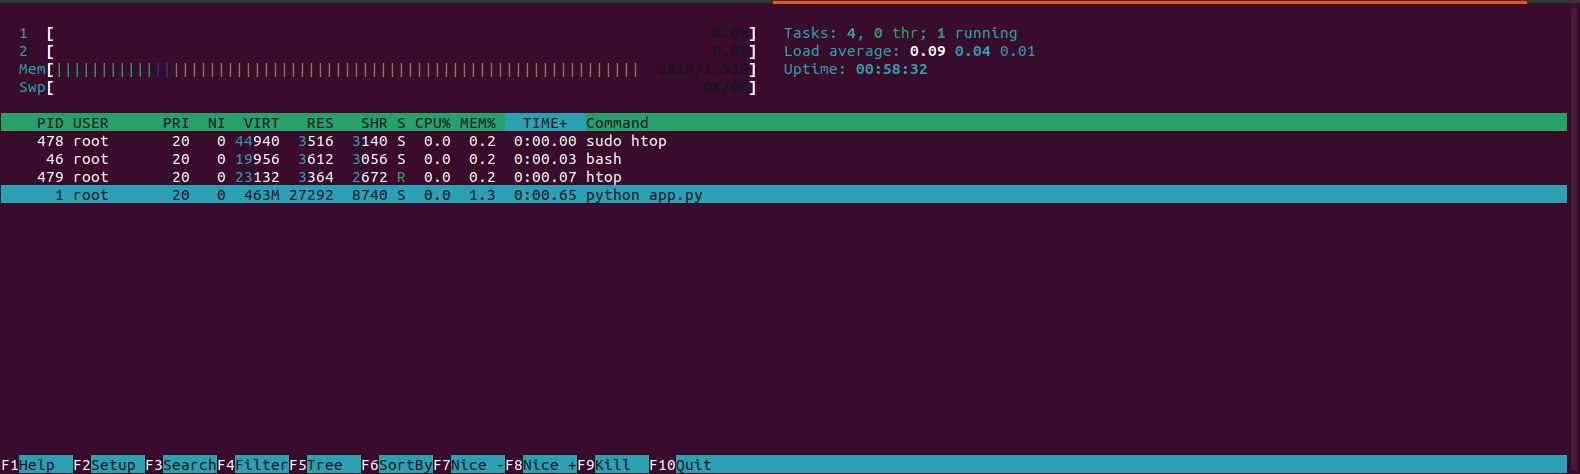 1 [ 0.0%] Tasks: 4, 0 thr; 1 running
2 [ 0.0%] Load average: 0.09 0.04 0.01
Mem[||||||||||||||||||||||||||||||||||||||||||||||||||||||||||||||||| 281M/1.93G] Uptime: 00:58:32
Swp[ 0K/0K]
PID USER PRI NI VIRT RES SHR S CPU% MEM% TIME+ Command
478 root 20 0 44940 3516 3140 S 0.0 0.2 0:00.00 sudo htop
46 root 20 0 19956 3612 3056 S 0.0 0.2 0:00.03 bash
479 root 20 0 23132 3364 2672 R 0.0 0.2 0:00.07 htop
1 root 20 0 463M 27292 8740 S 0.0 1.3 0:00.65 python app.py
F1Help F2Setup F3SearchF4FilterF5Tree F6SortByF7Nice -F8Nice +F9Kill F10Quit